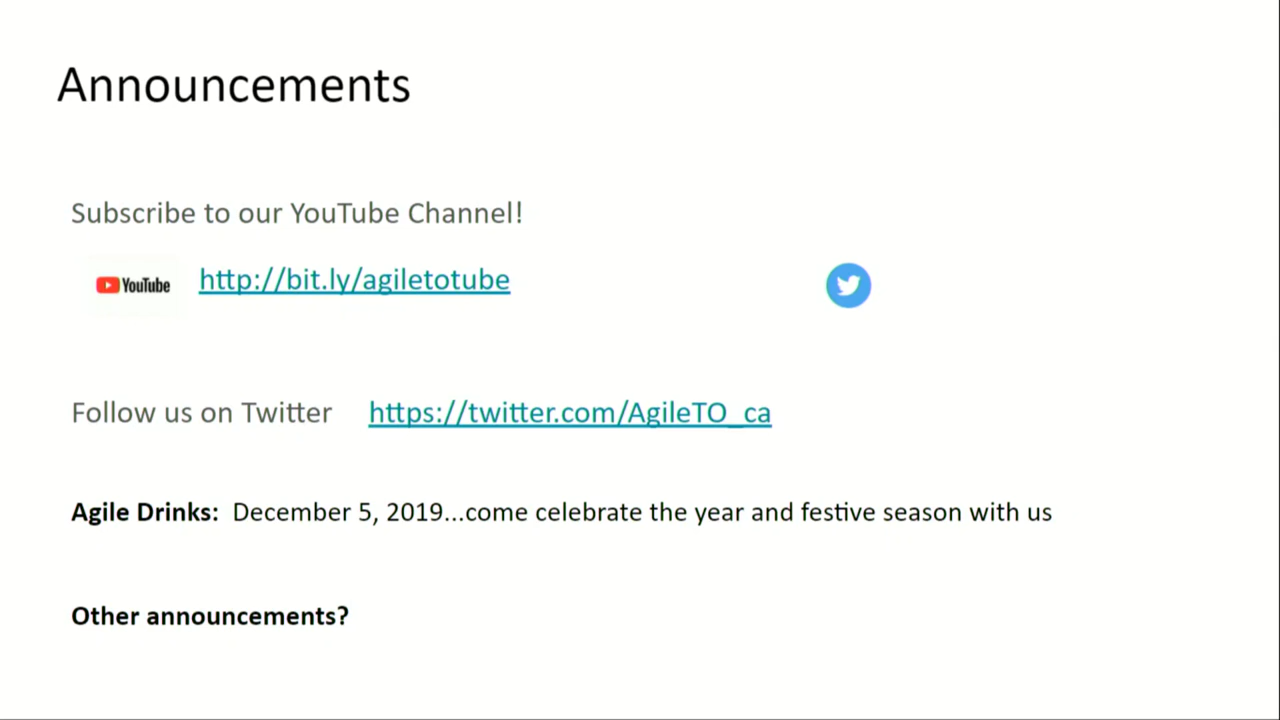 Announcements
Subscribe to our YouTube Channel!
YouTube http://bit.ly/agiletotube
Follow us on Twitter https://twitter.com/AgileTO_ca
Agile Drinks: December 5, 2019...come celebrate the year and festive season with us
Other announcements?